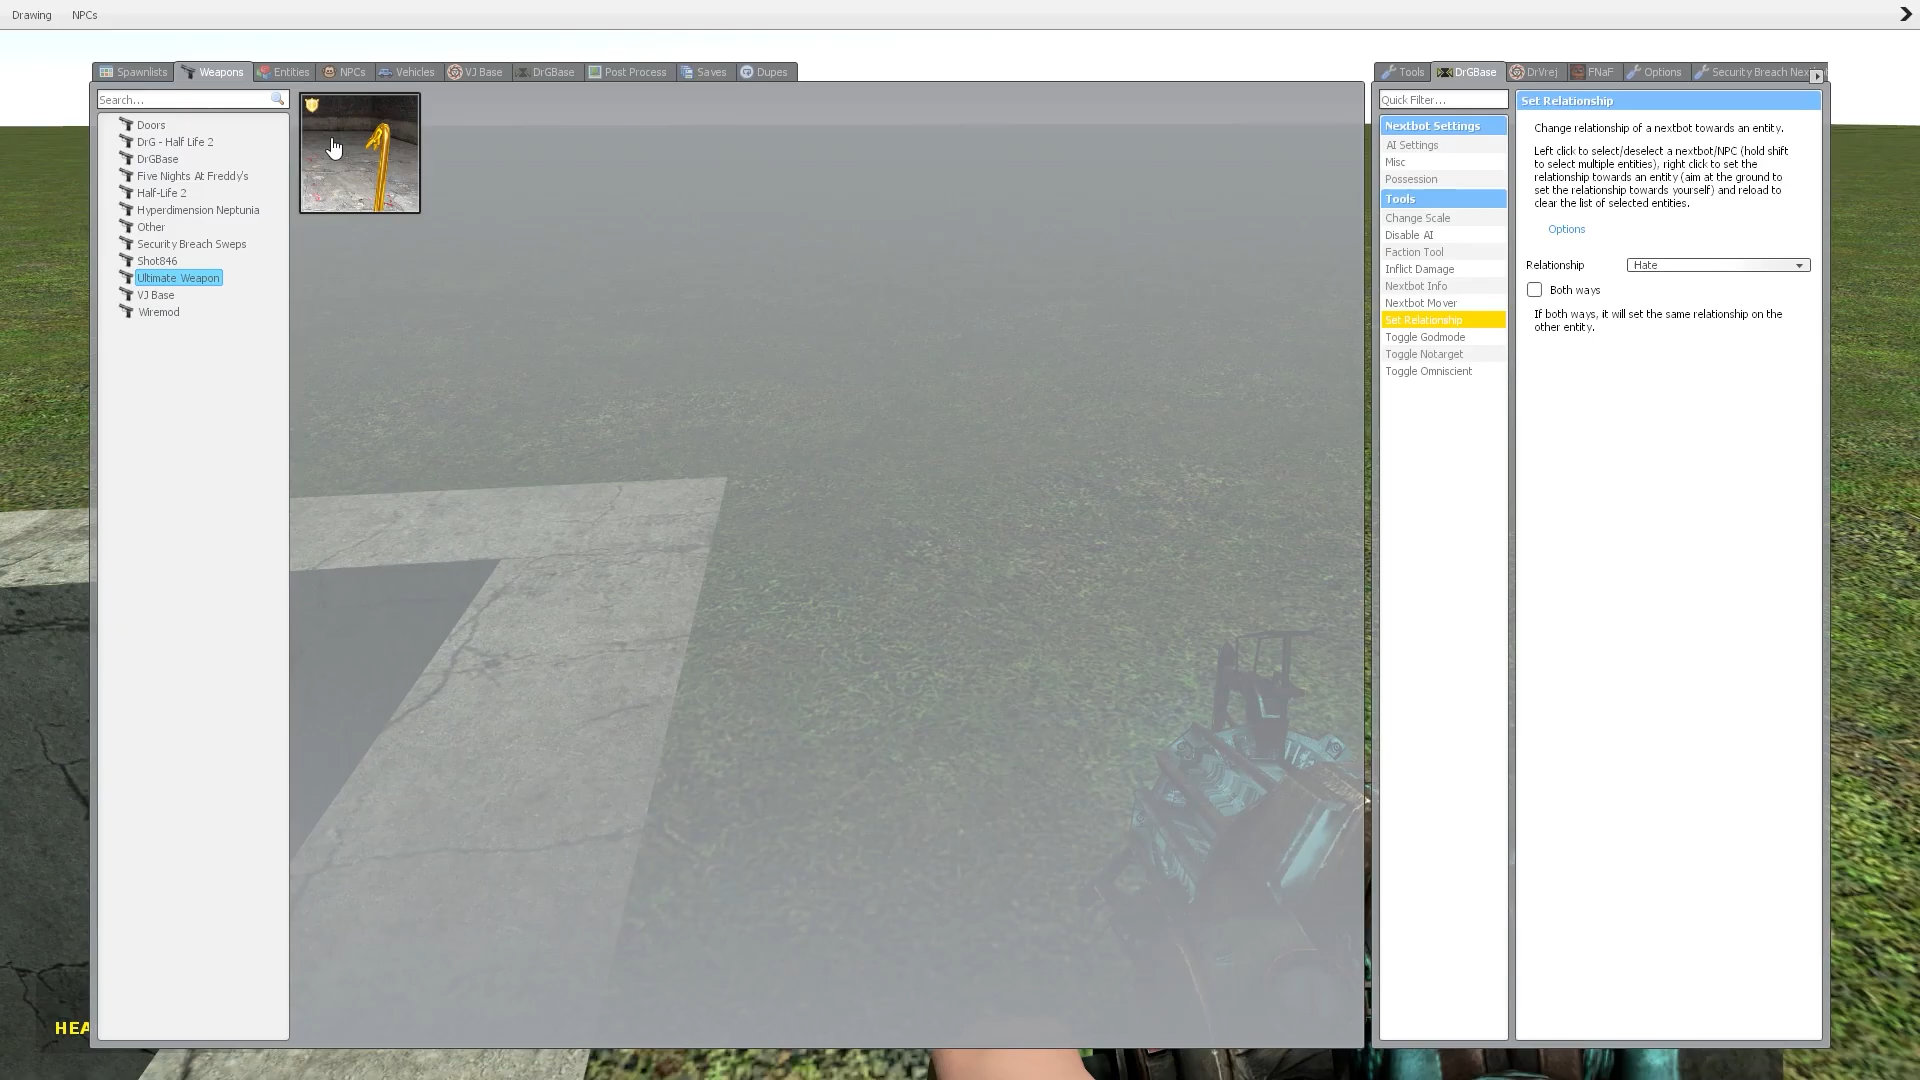 Drawing
NPCs
Spawnlists
Weapons
Entities
NPCs
Vehicles
VJ Base
DrGBase
Post Process
Saves
Dupes
Search...
Doors
DrG - Half Life 2
DrGBase
Five Nights At Freddy's
Half-Life 2
Hyperdimension Neptunia
Other
Security Breach Sweps
Shot846
Ultimate Weapon
VJ Base
Wiremod
HEA
Tools
DrGBase
DrVrej
FNaF
Options
Security Breach Nex
Quick Filter...
Nextbot Settings
AI Settings
Misc
Possession
Tools
Change Scale
Disable AI
Faction Tool
Inflict Damage
Nextbot Info
Nextbot Mover
Set Relationship
Toggle Godmode
Toggle Notarget
Toggle Omniscient
Set Relationship
Change relationship of a nextbot towards an entity.
Left click to select/deselect a nextbot/NPC (hold shift
to select multiple entities), right click to set the
relationship towards an entity (aim at the ground to
set the relationship towards yourself) and reload to
clear the list of selected entities.
Options
Relationship
Hate
Both ways
If both ways, it will set the same relationship on the
other entity.